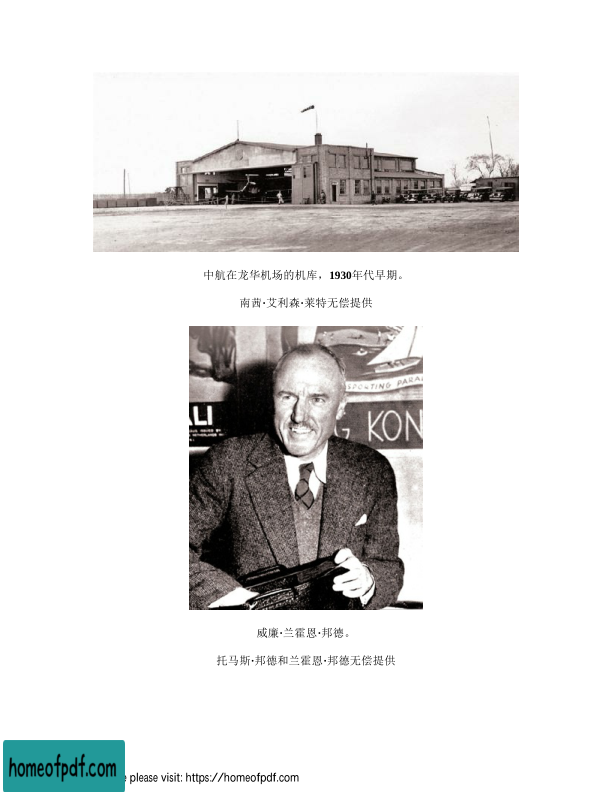 中航在龙华机场的机库，1930年代早期。
南茜·艾利森·莱特无偿提供
SPORTING PARA
ALI
G KON
威廉·兰霍恩·邦德。
托马斯·邦德和兰霍恩·邦德无偿提供
homeofpdf.com
please visit: https://homeofpdf.com